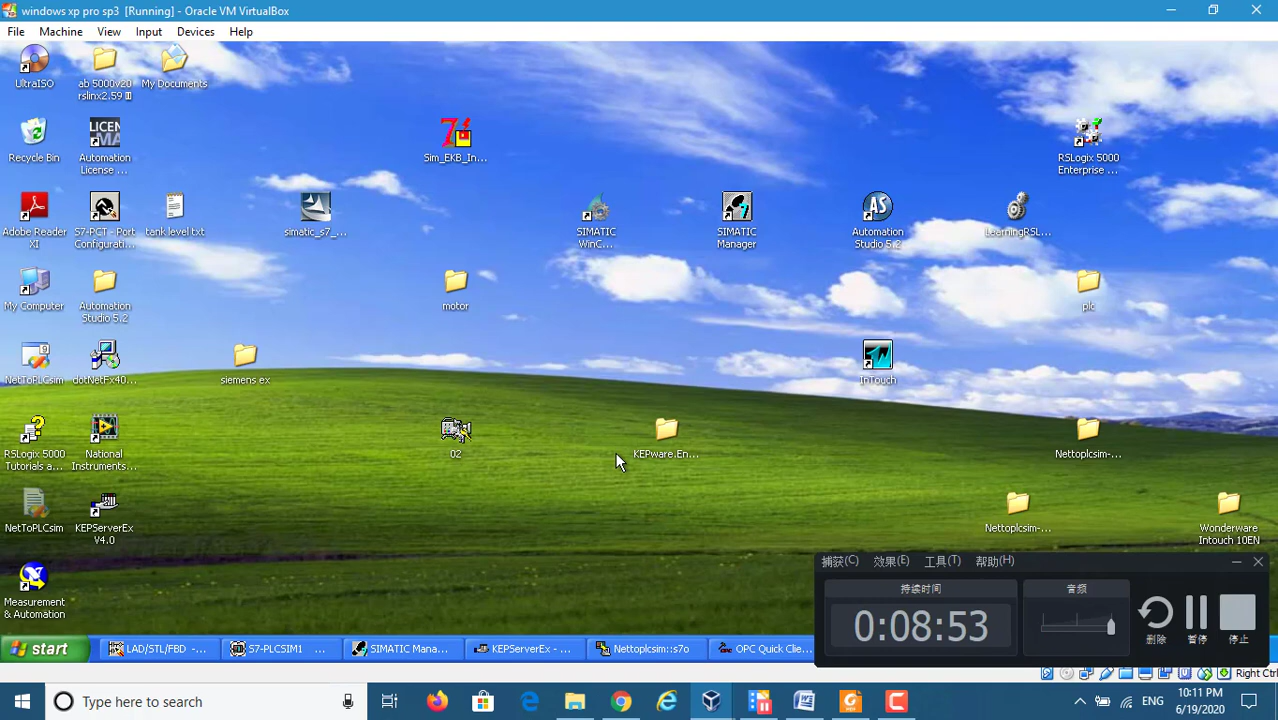 windows xp pro sp3 [Running] - Oracle VM VirtualBox
File Machine View Input Devices Help
UltraISO
ab 5000v20
rslinx2.59
My Documents
Recycle Bin
Automation
License ...
Sim_EKB_In...
RSLogix 5000
Enterprise ...
Adobe Reader
XI
S7-PCT - Port
Configurati...
tank level txt
simatic_s7_...
SIMATIC
WinC...
SIMATIC
Manager
Automation
Studio 5.2
LearningRSL...
My Computer
Automation
Studio 5.2
motor
plc
NetToPLCsim
dotNetFx40...
siemens ex
InTouch
RSLogix 5000
Tutorials a...
National
Instruments...
02
KEPware.En...
Nettoplcsim-...
NetToPLCsim
KEPServerEx
V4.0
Nettoplcsim-...
Wonderware
Intouch 10EN
Measurement
& Automation
捕获(C) 效果(E) 工具(T) 帮助(H)
持续时间
音频
0:08:53
删除
暂停
停止
start
LAD/STL/FBD - ...
S7-PLCSIM1 ...
SIMATIC Mana...
KEPServerEx - ...
Nettoplcsim::s7o
OPC Quick Clie...
Right Ctrl
Type here to search
ENG
10:11 PM
6/19/2020